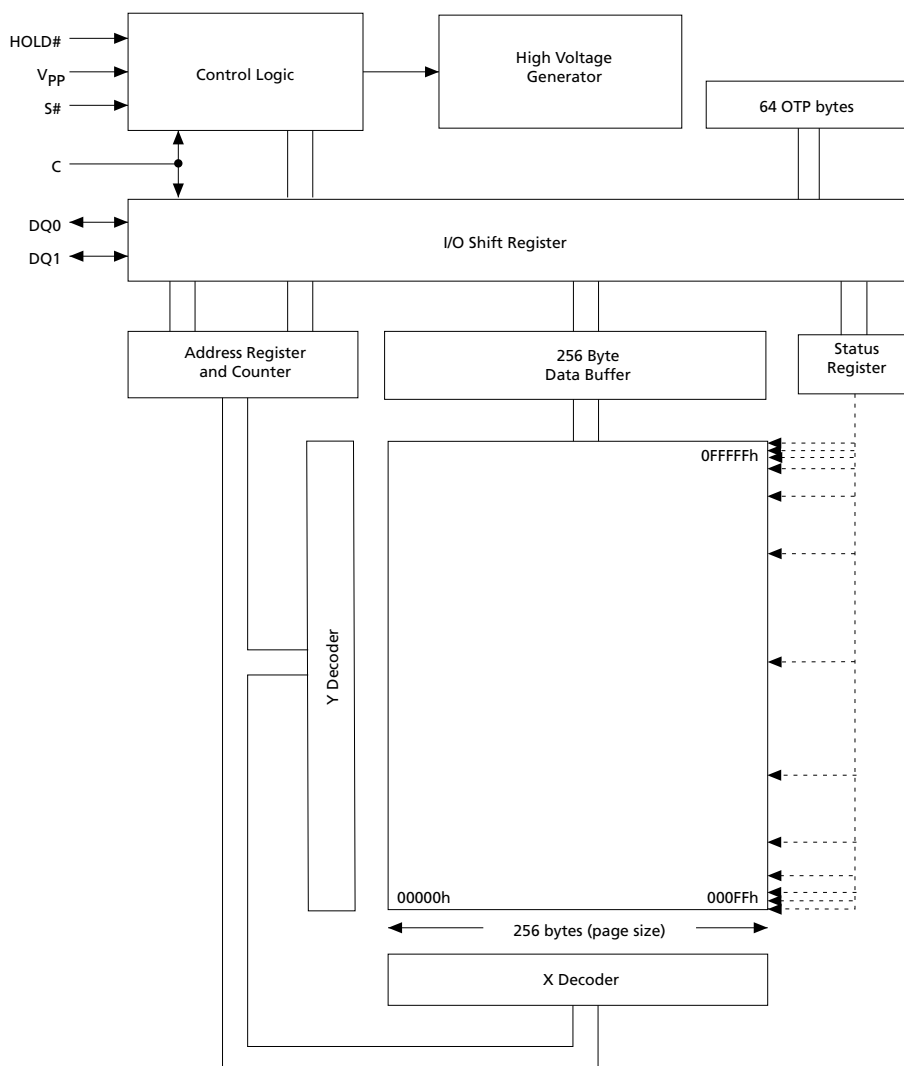 HOLD#
VPP
S#
C
DQ0
DQ1
Control Logic
High Voltage
Generator
64 OTP bytes
I/O Shift Register
Address Register
and Counter
256 Byte
Data Buffer
Status
Register
0FFFFFh
Y Decoder
00000h
000FFh
256 bytes (page size)
X Decoder